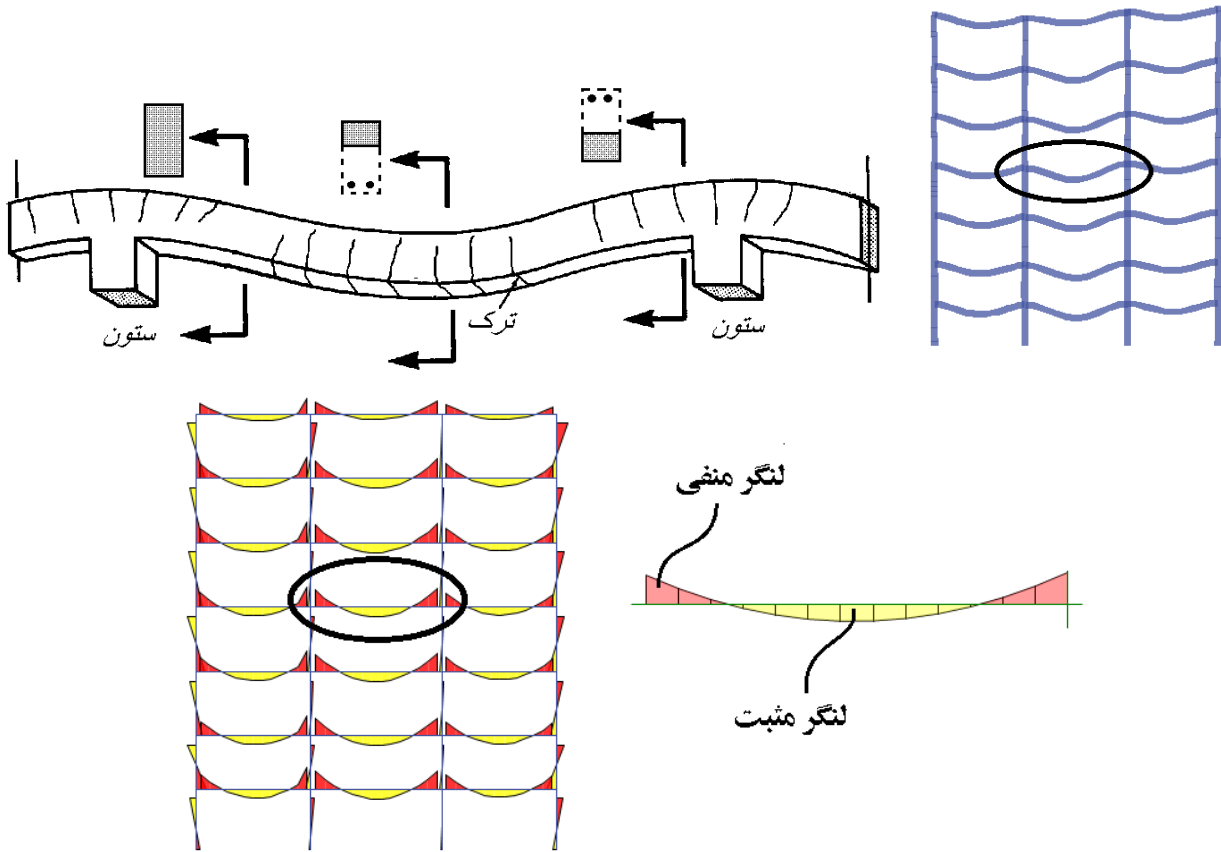 ستون
ترک
ستون
لنگر منفی
لنگر مثبت